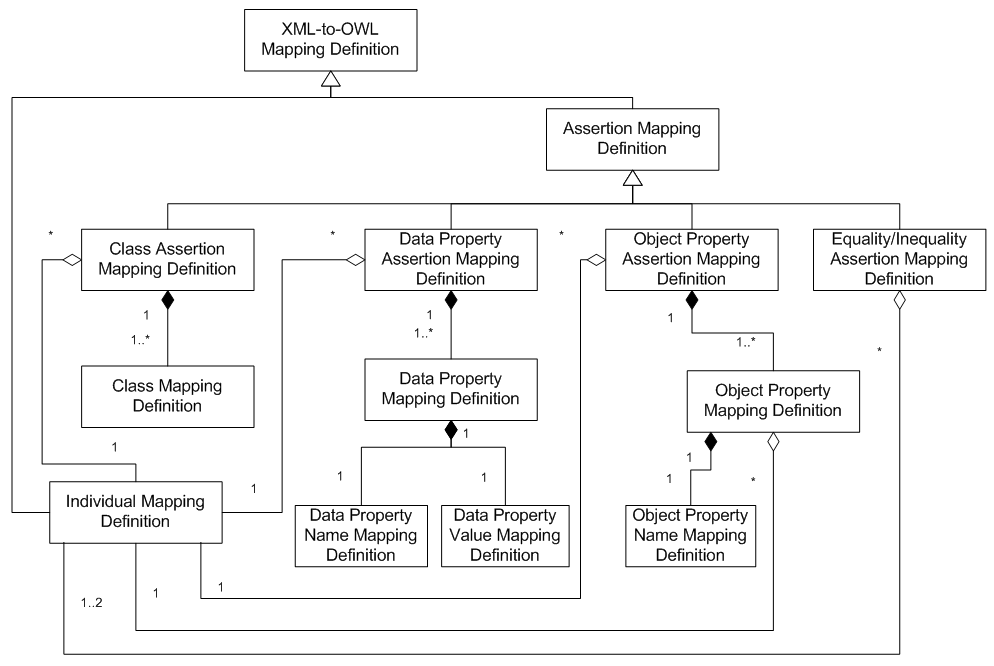 XML-to-OWL
Mapping Definition
Assertion Mapping
Definition
*
Class Assertion
Mapping Definition
*
Data Property
Assertion Mapping
Definition
*
Object Property
Assertion Mapping
Definition
Equality/Inequality
Assertion Mapping
Definition
1
1..*
1
1..*
1
1..*
*
Class Mapping
Definition
Data Property
Mapping Definition
Object Property
Mapping Definition
1
1
1
1
1
1
1
*
Individual Mapping
Definition
Data Property
Name Mapping
Definition
Data Property
Value Mapping
Definition
Object Property
Name Mapping
Definition
1..2
1
1